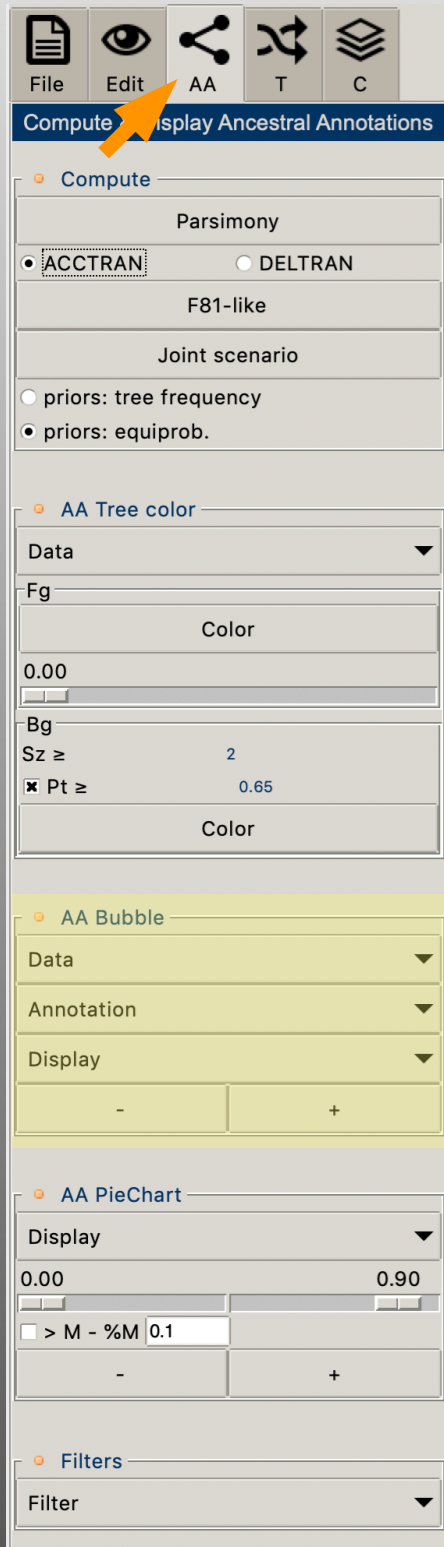 File Edit AA T C
Compute isplay Ancestral Annotations
Compute
Parsimony
ACCTRAN DELTRAN
F81-like
Joint scenario
priors: tree frequency
priors: equiprob.
AA Tree color
Data
Fg
Color
0.00
Bg
Sz ≥ 2
Pt ≥ 0.65
Color
AA Bubble
Data
Annotation
Display
- +
AA PieChart
Display
0.00 0.90
> M - %M 0.1
- +
Filters
Filter